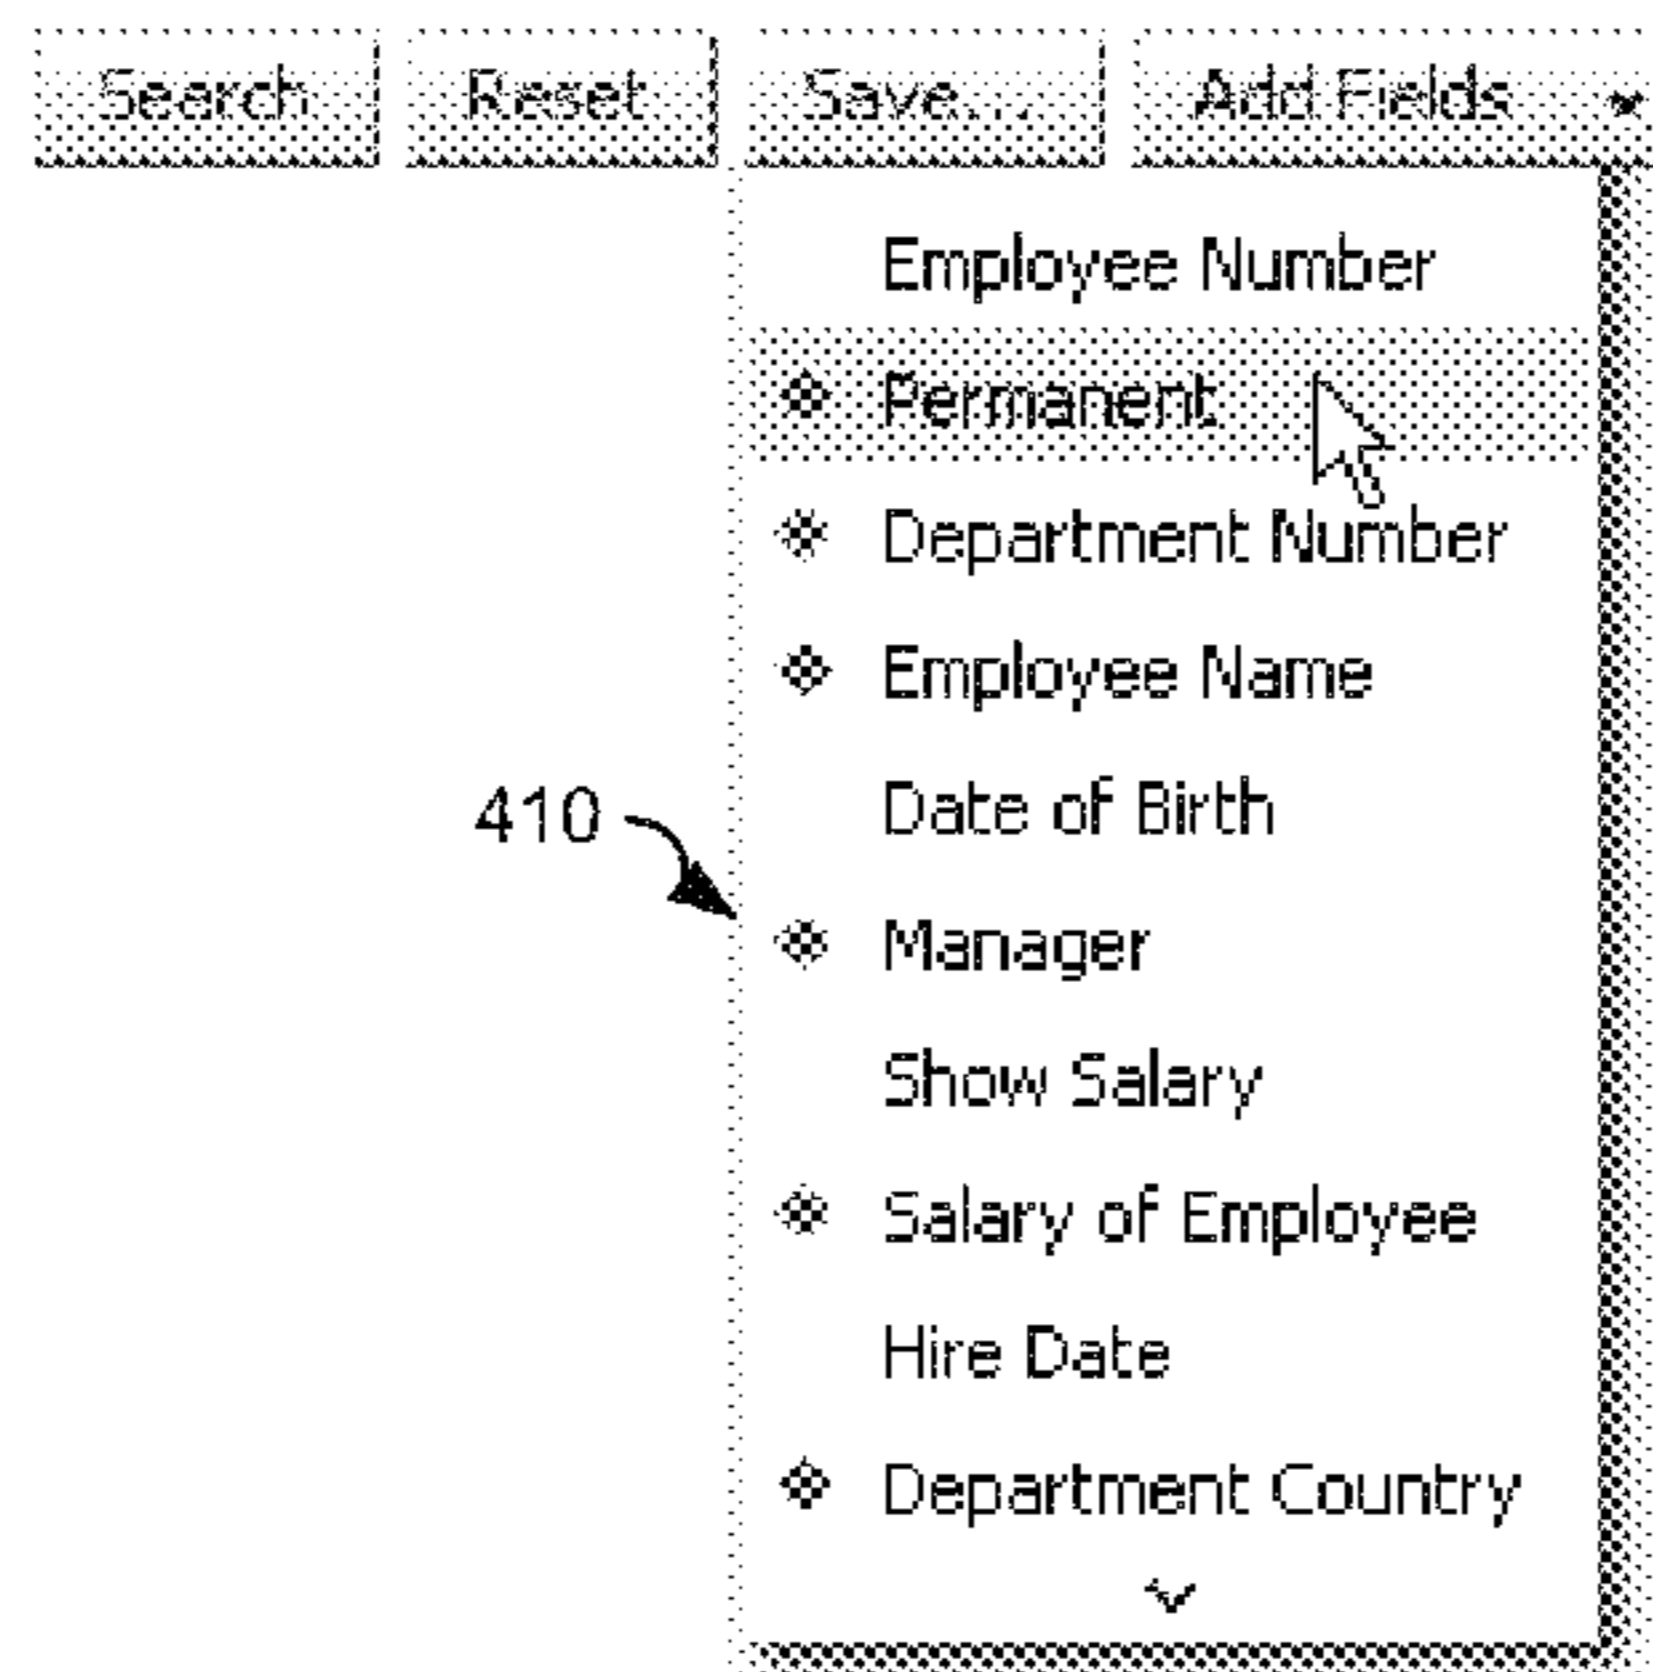 Search Reset Save... Add Fields
Employee Number
Permanent
Department Number
Employee Name
Date of Birth
410
Manager
Show Salary
Salary of Employee
Hire Date
Department Country